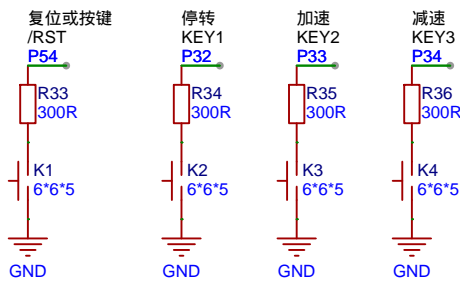 复位或按键
/RST
P54
R33
300R
K1
6*6*5
GND
停转
KEY1
P32
R34
300R
K2
6*6*5
GND
加速
KEY2
P33
R35
300R
K3
6*6*5
GND
减速
KEY3
P34
R36
300R
K4
6*6*5
GND